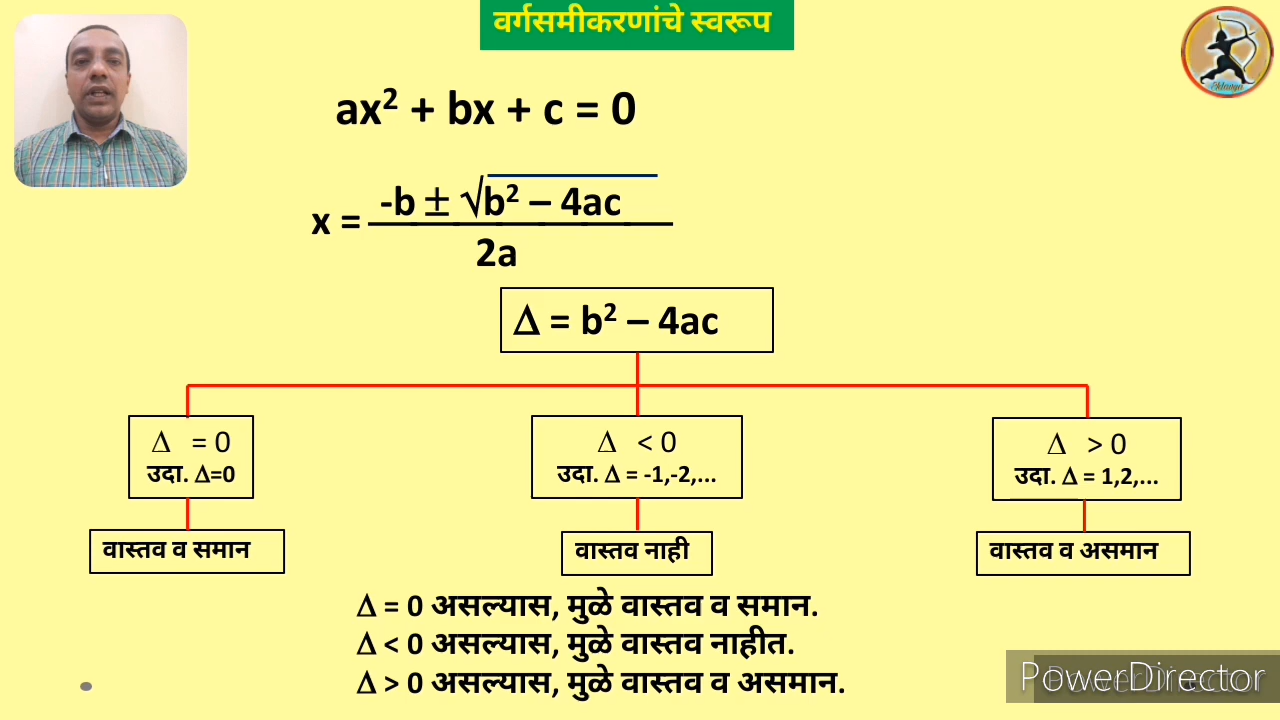 वर्गसमीकरणांचे स्वरूप
ax² + bx + c = 0
x = -b ± √b² – 4ac
2a
Δ = b² – 4ac
Δ = 0
उदा. Δ=0
Δ < 0
उदा. Δ = -1,-2,...
Δ > 0
उदा. Δ = 1,2,...
वास्तव व समान
वास्तव नाही
वास्तव व असमान
Δ = 0 असल्यास, मुळे वास्तव व समान.
Δ < 0 असल्यास, मुळे वास्तव नाहीत.
Δ > 0 असल्यास, मुळे वास्तव व असमान.
PowerDirector